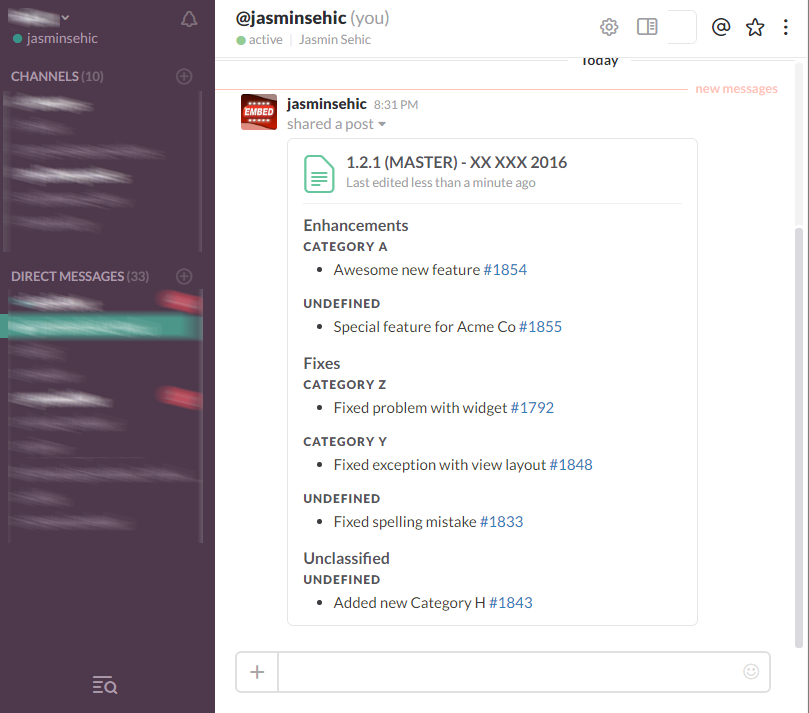 jasminsehic
CHANNELS (10)
DIRECT MESSAGES (33)
@jasminsehic (you)
active | Jasmin Sehic
Today
new messages
EMBED
jasminsehic 8:31 PM
shared a post
1.2.1 (MASTER) - XX XXX 2016
Last edited less than a minute ago
Enhancements
CATEGORY A
• Awesome new feature #1854
UNDEFINED
• Special feature for Acme Co #1855
Fixes
CATEGORY Z
• Fixed problem with widget #1792
CATEGORY Y
• Fixed exception with view layout #1848
UNDEFINED
• Fixed spelling mistake #1833
Unclassified
UNDEFINED
• Added new Category H #1843